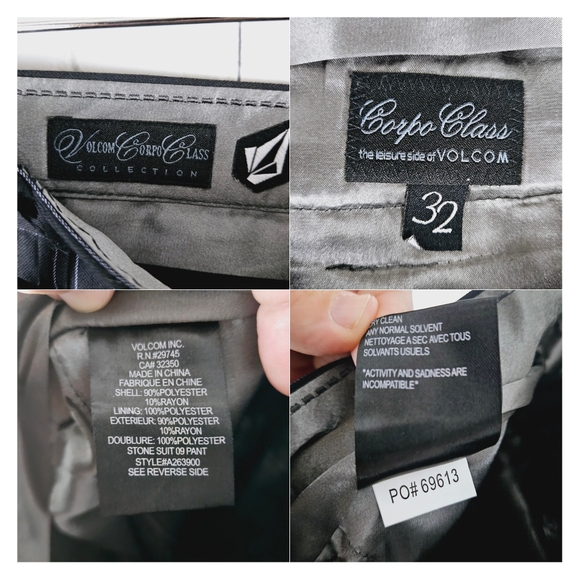 VOLCOM CORPO CLASS
COLLECTION
Corpo Class
the leisure side of VOLCOM
32
VOLCOM INC.
R.N.#29745
CA# 32350
MADE IN CHINA
FABRIQUE EN CHINE
SHELL: 90%POLYESTER
10%RAYON
LINING: 100%POLYESTER
EXTERIEUR: 90%POLYESTER
10%RAYON
DOUBLURE: 100%POLYESTER
STONE SUIT 09 PANT
STYLE#A263900
SEE REVERSE SIDE
CLEAN
ANY NORMAL SOLVENT
NETTOYAGE A SEC AVEC TOUS
SOLVANTS USUELS
"ACTIVITY AND SADNESS ARE
INCOMPATIBLE"
PO# 69613